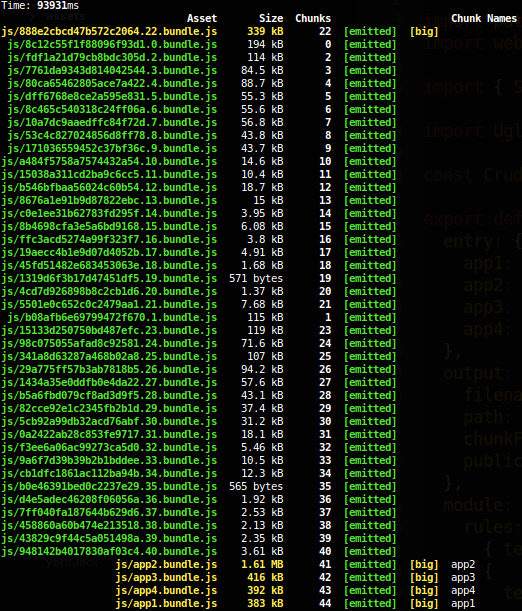 Time: 93931ms
Asset Size Chunks Chunk Names
js/888e2cbcd47b572c2064.22.bundle.js 339 kB 22 [emitted] [big]
js/8c12c55f1f88096f93d1.0.bundle.js 194 kB 0 [emitted]
js/fdf1a21d79cb8bdc305d.2.bundle.js 114 kB 2 [emitted]
js/7761da9343d814042544.3.bundle.js 84.5 kB 3 [emitted]
js/80ca65462805ace7a422.4.bundle.js 88.7 kB 4 [emitted]
js/dff6768e8ce2a595e831.5.bundle.js 55.3 kB 5 [emitted]
js/8c465c540318c24ff06a.6.bundle.js 55.6 kB 6 [emitted]
js/10a7dc9aaedffc84f72d.7.bundle.js 56.8 kB 7 [emitted]
js/53c4c827024856d8ff78.8.bundle.js 43.8 kB 8 [emitted]
js/171036559452c37bf36c.9.bundle.js 43.7 kB 9 [emitted]
js/a484f5758a7574432a54.10.bundle.js 14.6 kB 10 [emitted]
js/15038a311cd2ba9c6cc5.11.bundle.js 10.4 kB 11 [emitted]
js/b546bfbaa56024c60b54.12.bundle.js 18.7 kB 12 [emitted]
js/8676a1e91b9d87822ebc.13.bundle.js 15 kB 13 [emitted]
js/c0e1ee31b62783fd295f.14.bundle.js 3.95 kB 14 [emitted]
js/8b4698cfa3e5a6bd9168.15.bundle.js 6.08 kB 15 [emitted]
js/ffc3acd5274a99f323f7.16.bundle.js 3.8 kB 16 [emitted]
js/19aecc4b1e9d07d4052b.17.bundle.js 4.91 kB 17 [emitted]
js/45fd51482e683453063e.18.bundle.js 1.68 kB 18 [emitted]
js/1319d6f3b17d47451df5.19.bundle.js 571 bytes 19 [emitted]
js/4cd7d926898b8c2cb1d6.20.bundle.js 1.37 kB 20 [emitted]
js/5501e0c652c0c2479aa1.21.bundle.js 7.68 kB 21 [emitted]
js/b08afb6e69799472f670.1.bundle.js 115 kB 1 [emitted]
js/15133d250750bd487efc.23.bundle.js 119 kB 23 [emitted]
js/98c075055afad8c92581.24.bundle.js 71.6 kB 24 [emitted]
js/341a8d63287a468b02a8.25.bundle.js 107 kB 25 [emitted]
js/29a775ff57b3ab7818b5.26.bundle.js 94.2 kB 26 [emitted]
js/1434a35e0ddfb0e4da22.27.bundle.js 57.6 kB 27 [emitted]
js/b5a6fbd079cf8ad3d9f5.28.bundle.js 43.1 kB 28 [emitted]
js/82cce92e1c2345fb2b1d.29.bundle.js 37.4 kB 29 [emitted]
js/5cb92a99db32acd76abf.30.bundle.js 31.2 kB 30 [emitted]
js/0a2422ab28c853fe9717.31.bundle.js 18.1 kB 31 [emitted]
js/f3ee6a06ac99273ca5d0.32.bundle.js 5.46 kB 32 [emitted]
js/9a6f7d39b39b2b1bddee.33.bundle.js 10.5 kB 33 [emitted]
js/cb1dfc1861ac112ba94b.34.bundle.js 12.3 kB 34 [emitted]
js/b0e46391bed0c2237e29.35.bundle.js 565 bytes 35 [emitted]
js/d4e5adec46208f06056a.36.bundle.js 1.92 kB 36 [emitted]
js/7ff040fa187644b629d6.37.bundle.js 2.53 kB 37 [emitted]
js/458860a60b474e213518.38.bundle.js 2.13 kB 38 [emitted]
js/43829c9f44c5a051498a.39.bundle.js 2.35 kB 39 [emitted]
js/948142b4017830af03c4.40.bundle.js 3.61 kB 40 [emitted]
js/app2.bundle.js 1.61 MB 41 [emitted] [big] app2
js/app3.bundle.js 416 kB 42 [emitted] [big] app3
js/app4.bundle.js 392 kB 43 [emitted] [big] app4
js/app1.bundle.js 383 kB 44 [emitted] [big] app1